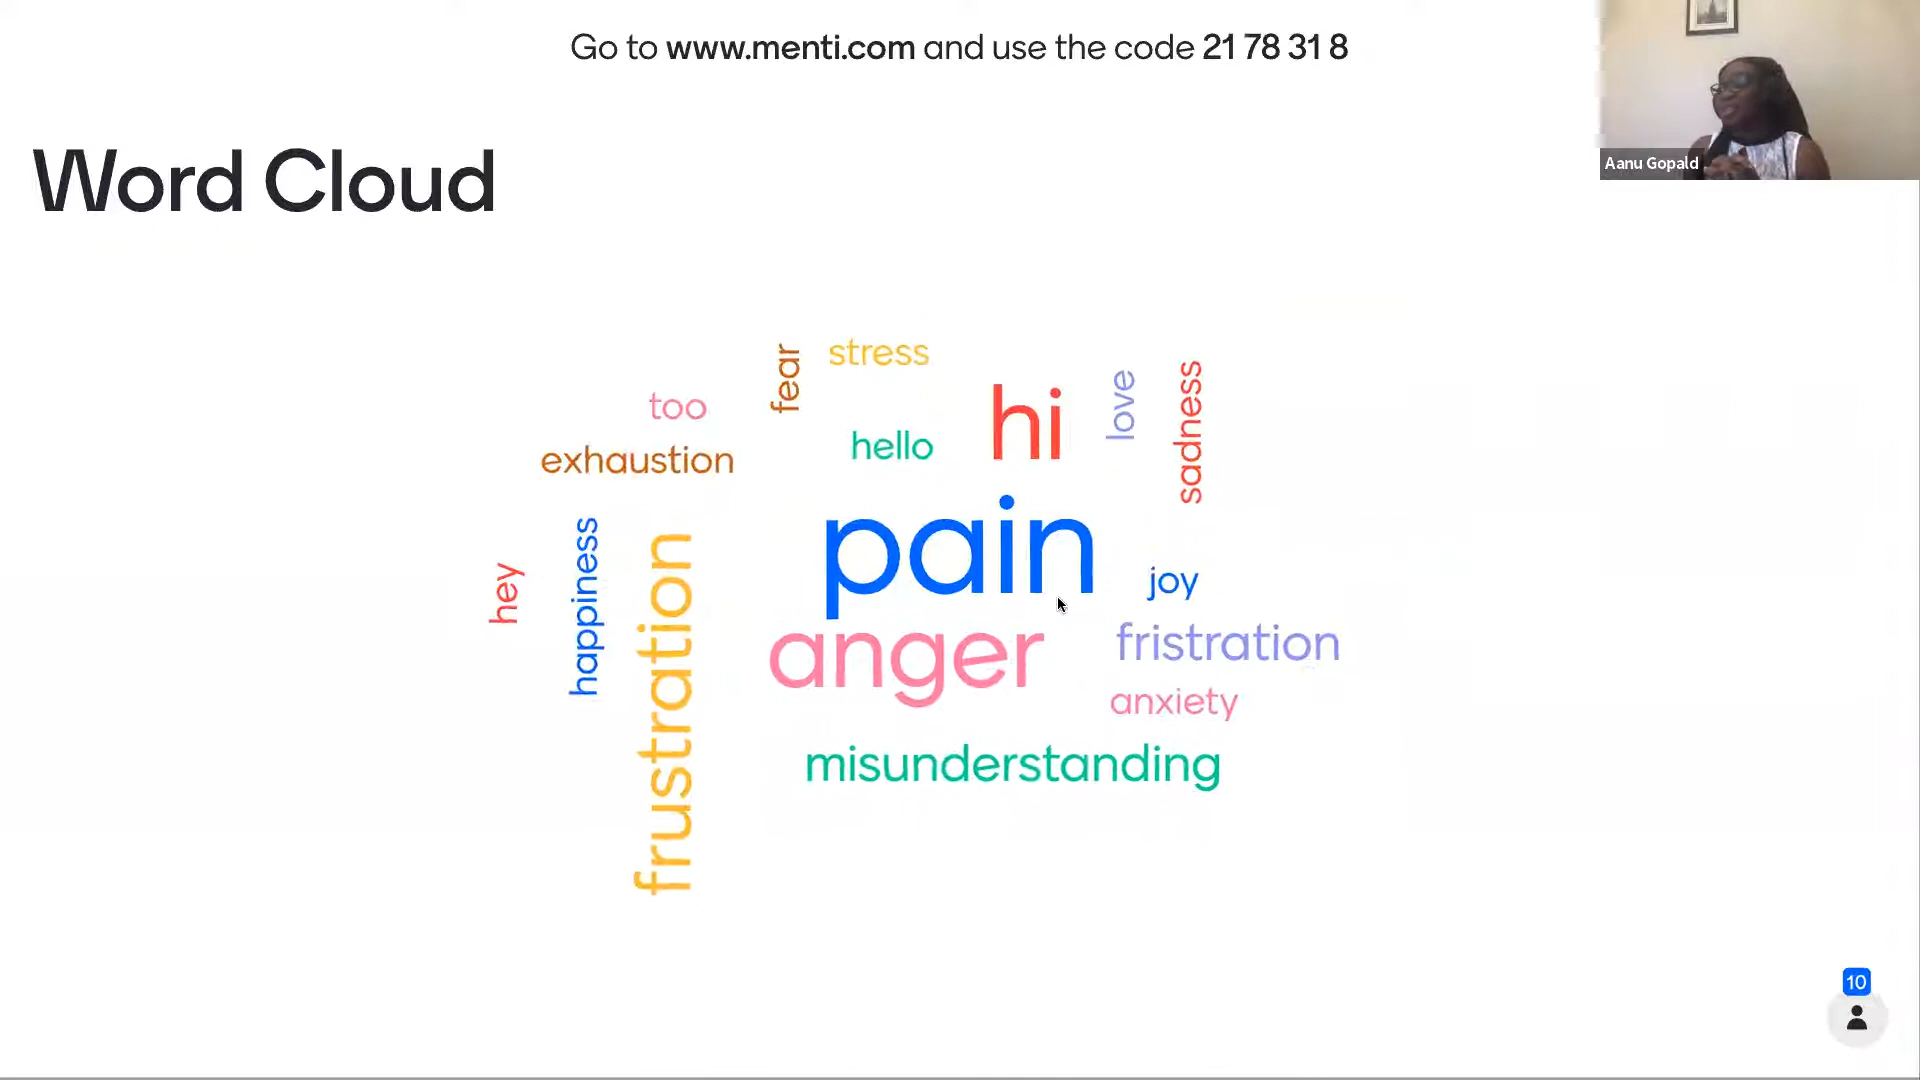 Go to www.menti.com and use the code 21 78 31 8
Aanu Gopald
Word Cloud
stress
fear
too
hi
love
sadness
hello
exhaustion
pain
hey
happiness
frustration
joy
anger
fristration
anxiety
misunderstanding
10